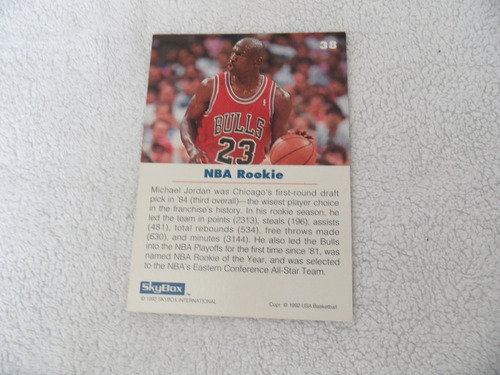 38
BULLS
23
NBA Rookie
Michael Jordan was Chicago's first-round draft
pick in '84 (third overall)—the wisest player choice
in the franchise's history. In his rookie season, he
led the team in points (2313), steals (196), assists
(481), total rebounds (534), free throws made
(630), and minutes (3144). He also led the Bulls
into the NBA Playoffs for the first time since '81, was
named NBA Rookie of the Year, and was selected
to the NBA's Eastern Conference All-Star Team.
SkyBox
© 1992 SKYBOX INTERNATIONAL
Copr. © 1992 USA Basketball